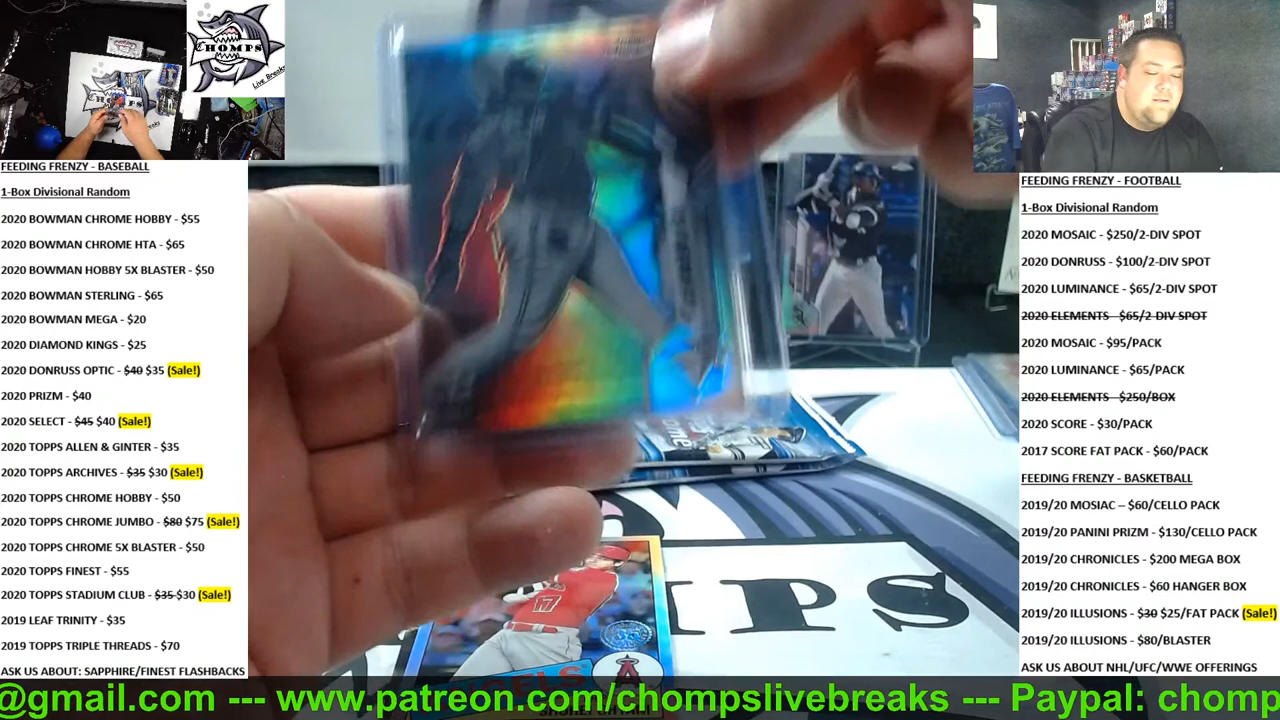 CHOMPS
Live Breaks
FEEDING FRENZY - BASEBALL
1-Box Divisional Random
2020 BOWMAN CHROME HOBBY - $55
2020 BOWMAN CHROME HTA - $65
2020 BOWMAN HOBBY 5X BLASTER - $50
2020 BOWMAN STERLING - $65
2020 BOWMAN MEGA - $20
2020 DIAMOND KINGS - $25
2020 DONRUSS OPTIC - $40 $35 (Sale!)
2020 PRIZM - $40
2020 SELECT - $45 $40 (Sale!)
2020 TOPPS ALLEN & GINTER - $35
2020 TOPPS ARCHIVES - $35 $30 (Sale!)
2020 TOPPS CHROME HOBBY - $50
2020 TOPPS CHROME JUMBO - $80 $75 (Sale!)
2020 TOPPS CHROME 5X BLASTER - $50
2020 TOPPS FINEST - $55
2020 TOPPS STADIUM CLUB - $35 $30 (Sale!)
2019 LEAF TRINITY - $35
2019 TOPPS TRIPLE THREADS - $70
ASK US ABOUT: SAPPHIRE/FINEST FLASHBACKS
17
MPS
FEEDING FRENZY - FOOTBALL
1-Box Divisional Random
2020 MOSAIC - $250/2-DIV SPOT
2020 DONRUSS - $100/2-DIV SPOT
2020 LUMINANCE - $65/2-DIV SPOT
2020 ELEMENTS - $65/2-DIV SPOT
2020 MOSAIC - $95/PACK
2020 LUMINANCE - $65/PACK
2020 ELEMENTS - $250/BOX
2020 SCORE - $30/PACK
2017 SCORE FAT PACK - $60/PACK
FEEDING FRENZY - BASKETBALL
2019/20 MOSIAC – $60/CELLO PACK
2019/20 PANINI PRIZM - $130/CELLO PACK
2019/20 CHRONICLES - $200 MEGA BOX
2019/20 CHRONICLES - $60 HANGER BOX
2019/20 ILLUSIONS - $30 $25/FAT PACK (Sale!)
2019/20 ILLUSIONS - $80/BLASTER
ASK US ABOUT NHL/UFC/WWE OFFERINGS
@gmail.com --- www.patreon.com/chompslivebreaks --- Paypal: chomp